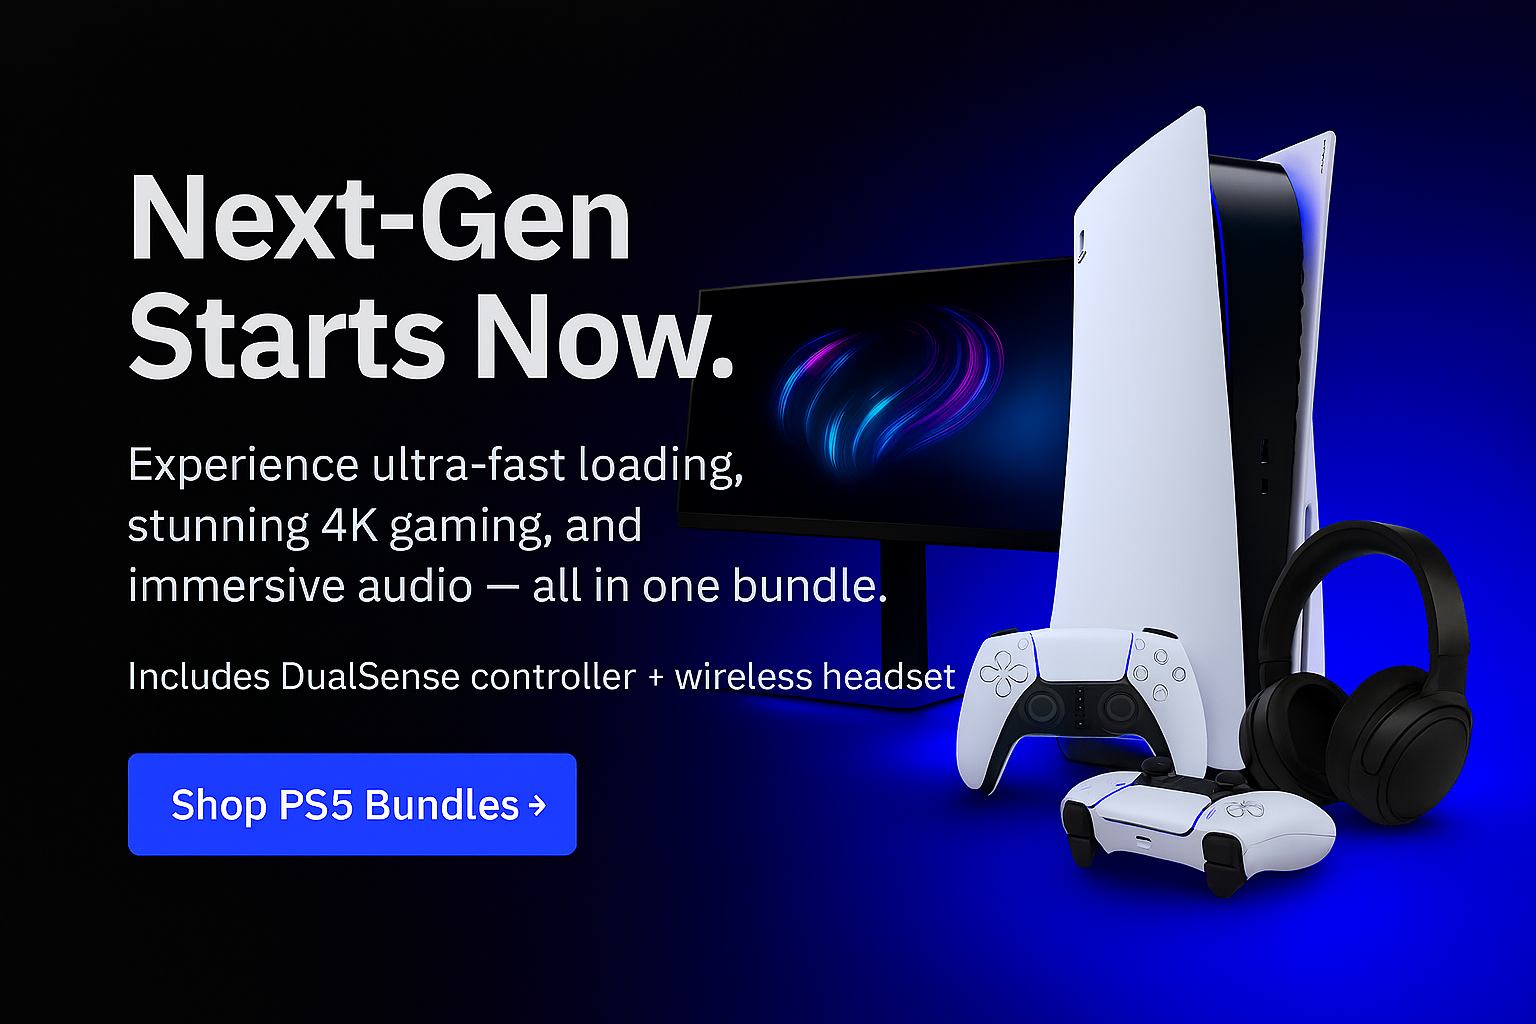 Next-Gen
Starts Now.
Experience ultra-fast loading,
stunning 4K gaming, and
immersive audio — all in one bundle.
Includes DualSense controller + wireless headset
Shop PS5 Bundles →